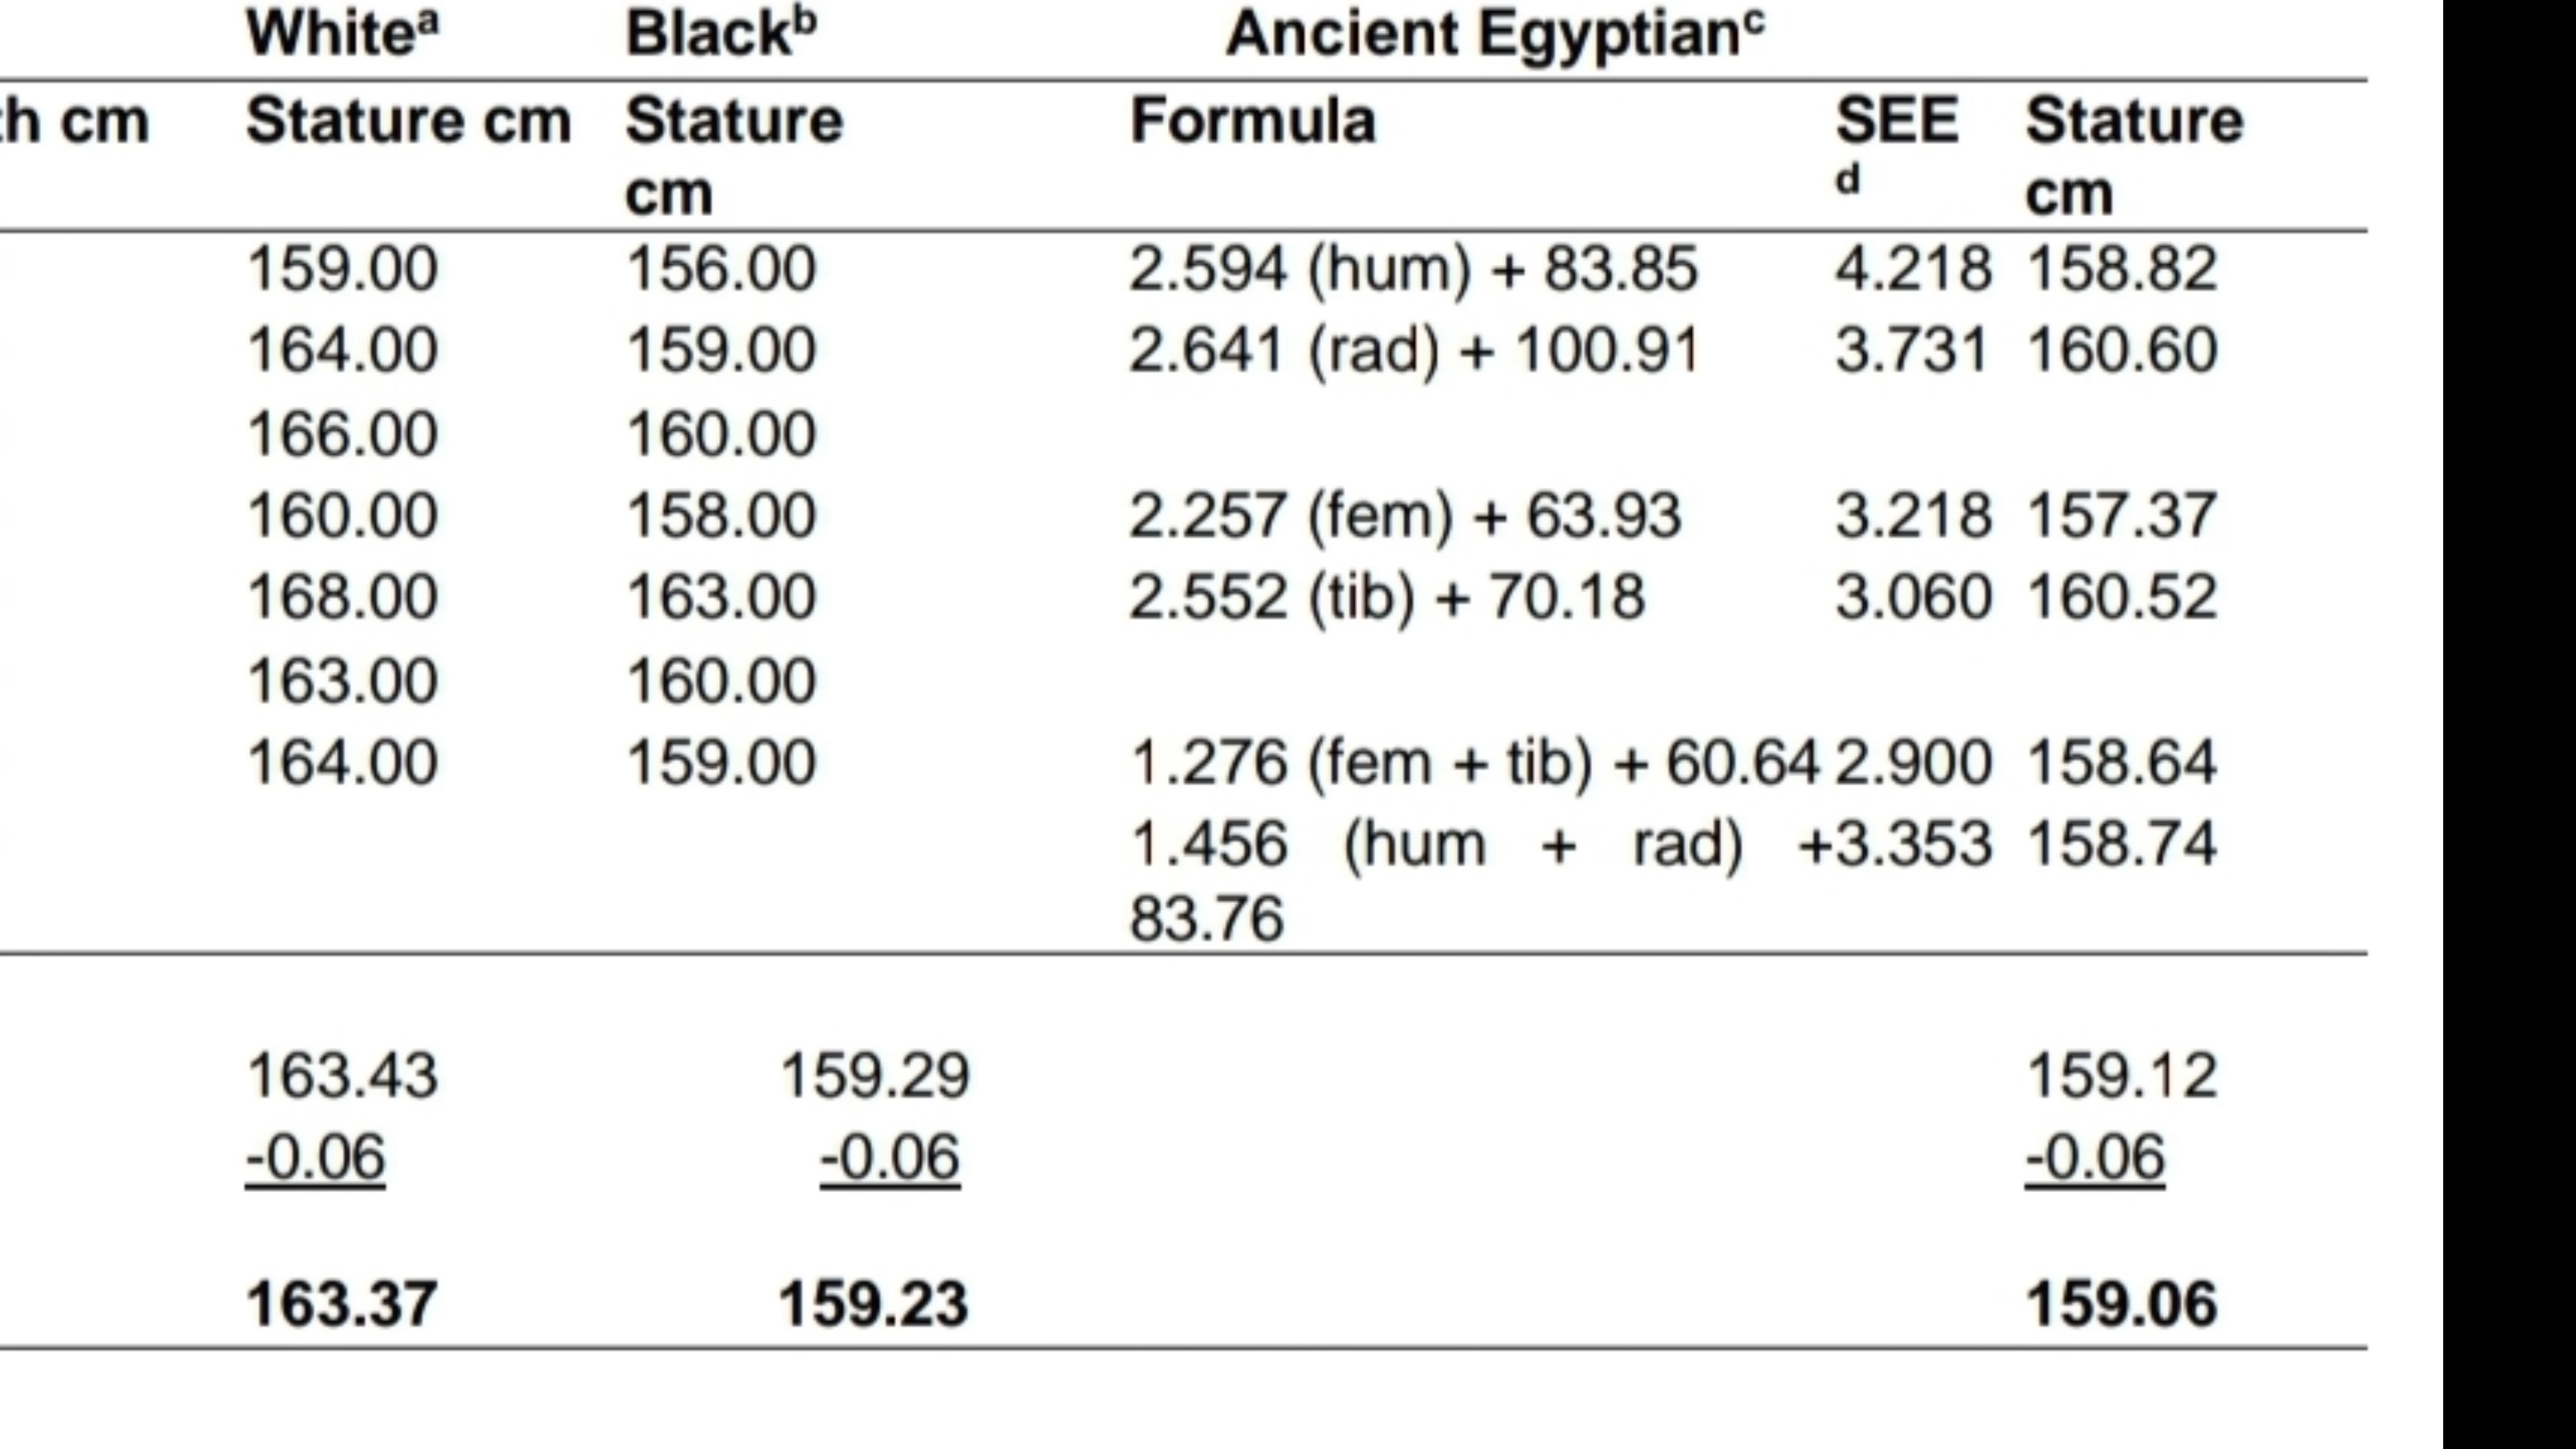 Whiteᵃ Blackᵇ Ancient Egyptianᶜ
th cm Stature cm Stature cm Formula SEE ᵈ Stature cm
159.00 156.00 2.594 (hum) + 83.85 4.218 158.82
164.00 159.00 2.641 (rad) + 100.91 3.731 160.60
166.00 160.00
160.00 158.00 2.257 (fem) + 63.93 3.218 157.37
168.00 163.00 2.552 (tib) + 70.18 3.060 160.52
163.00 160.00
164.00 159.00 1.276 (fem + tib) + 60.64 2.900 158.64
1.456 (hum + rad) + 83.76 3.353 158.74
163.43 159.29 159.12
-0.06 -0.06 -0.06
163.37 159.23 159.06